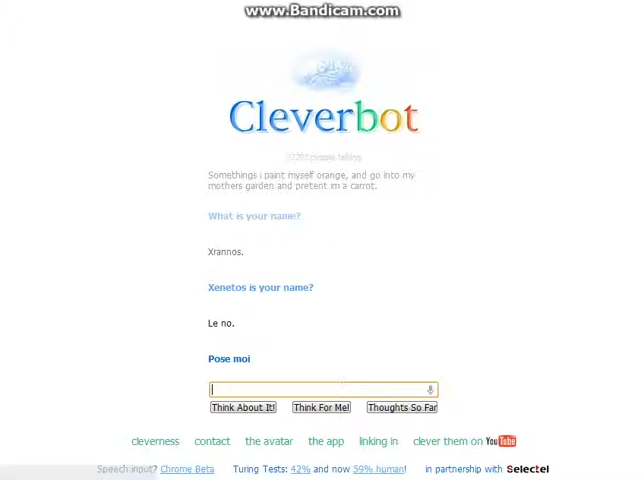 www.Bandicam.com
Cleverbot
people talking
Somethings i paint myself orange, and go into my
mothers garden and pretent im a carrot.
What is your name?
Xrannos.
Xenetos is your name?
Le no.
Pose moi
Think About It! Think For Me! Thoughts So Far
cleverness contact the avatar the app linking in clever them on YouTube
Speech input? Chrome Beta Turing Tests: 42% and now 59% human! in partnership with Selectel